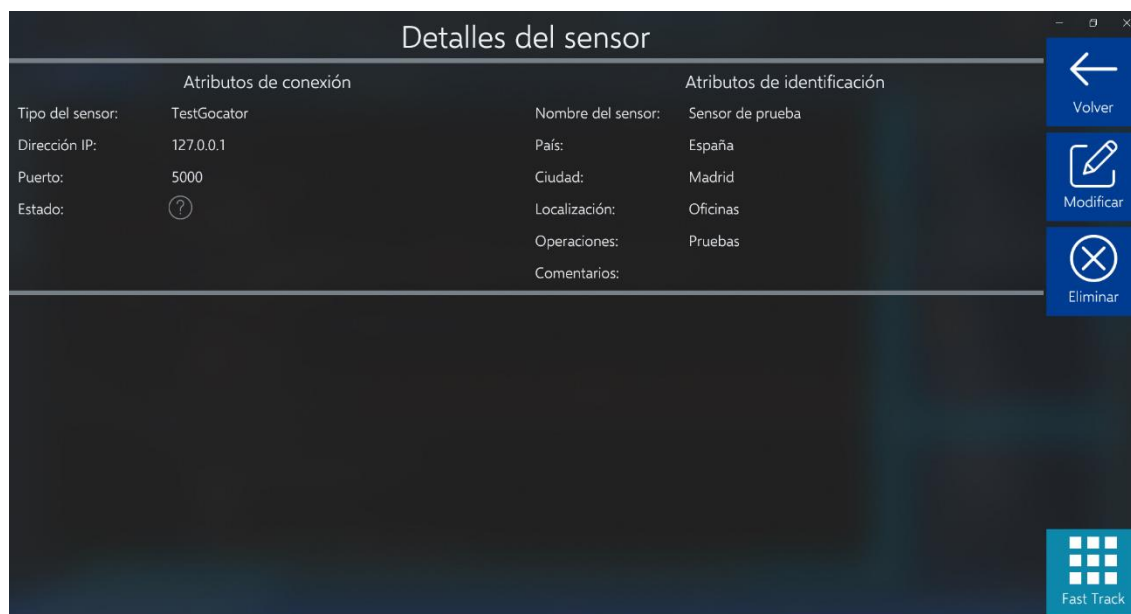 Detalles del sensor
Atributos de conexión
Tipo del sensor: TestGocator
Dirección IP: 127.0.0.1
Puerto: 5000
Estado: ?
Atributos de identificación
Nombre del sensor: Sensor de prueba
País: España
Ciudad: Madrid
Localización: Oficinas
Operaciones: Pruebas
Comentarios:
Volver
Modificar
Eliminar
Fast Track